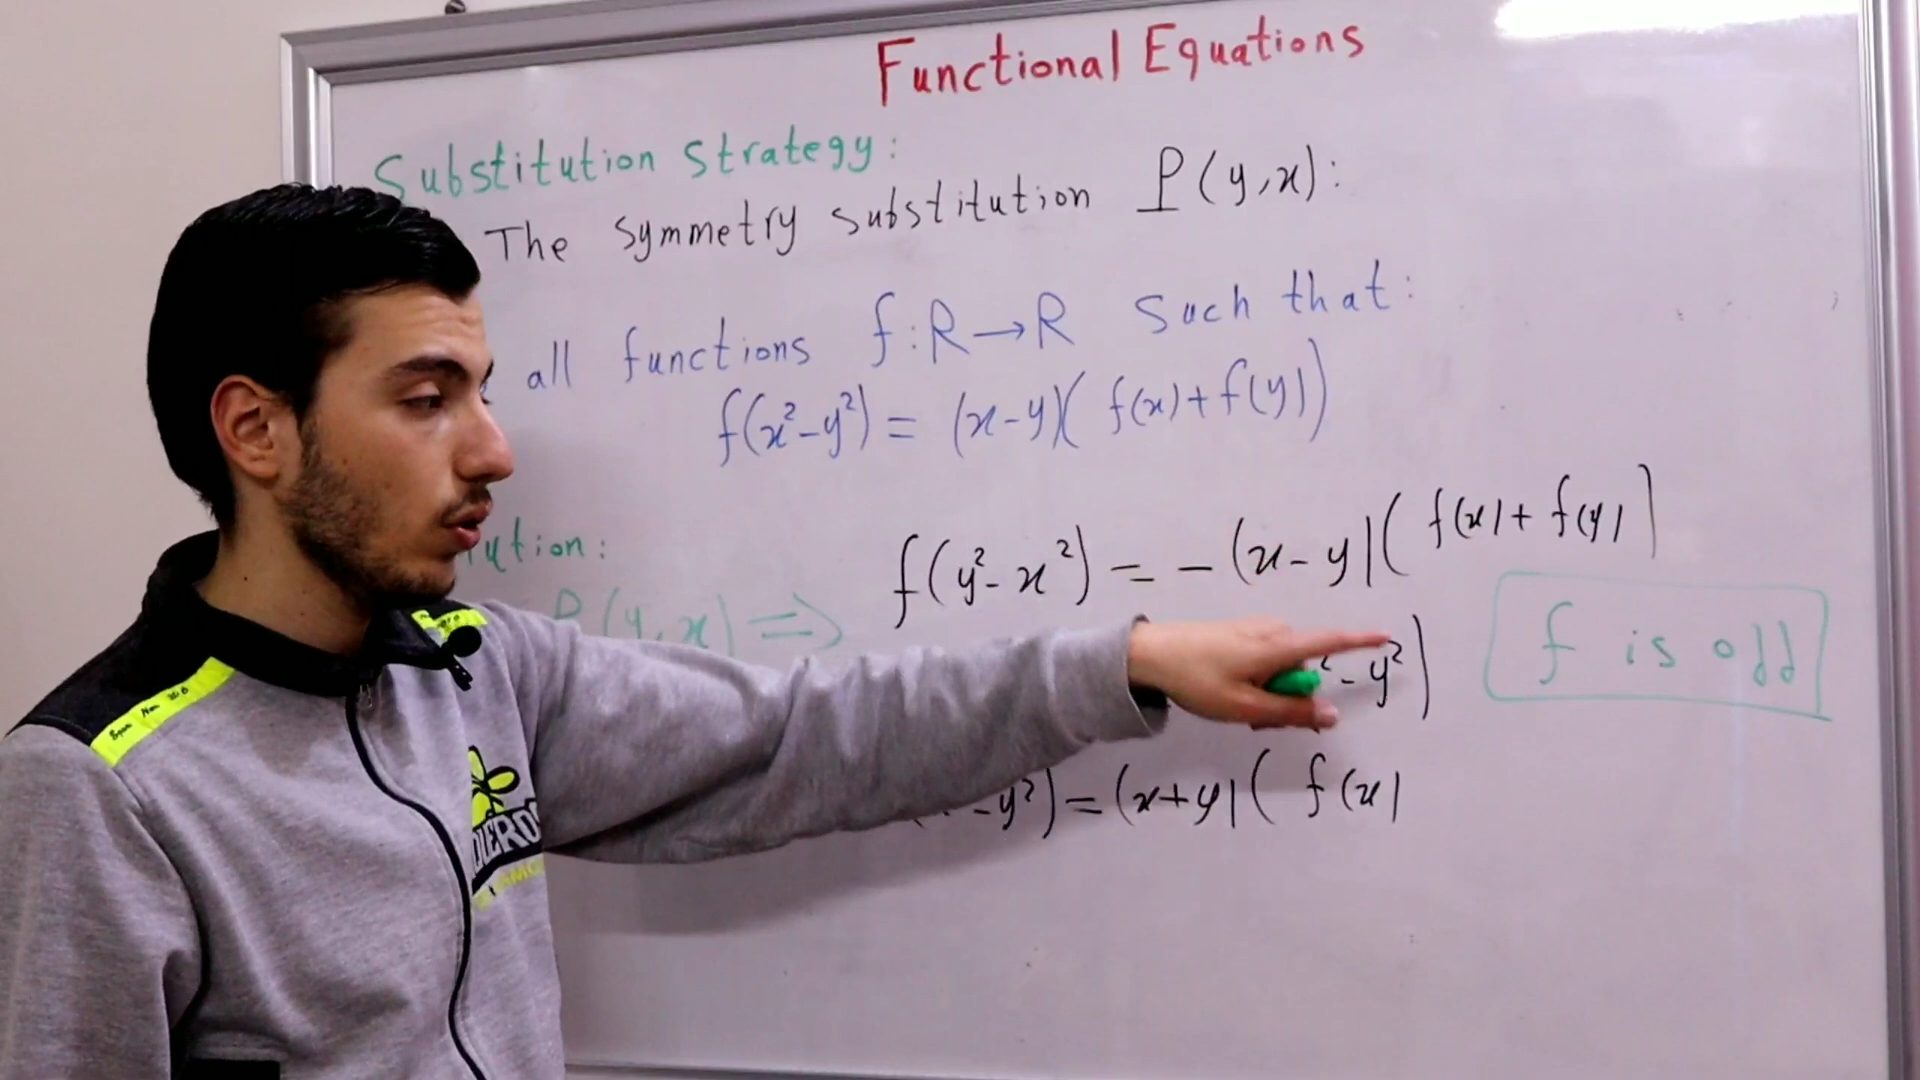 Functional Equations
Substitution Strategy:
The Symmetry substitution P(y,x):
all functions f:R→R Such that:
f(x²-y²) = (x-y)(f(x)+f(y))
ution:
f(y²-x²) = -(x-y)(f(x)+f(y))
P(y,x) ⇒
-y²)
f is odd
-y²)=(x+y)(f(x)